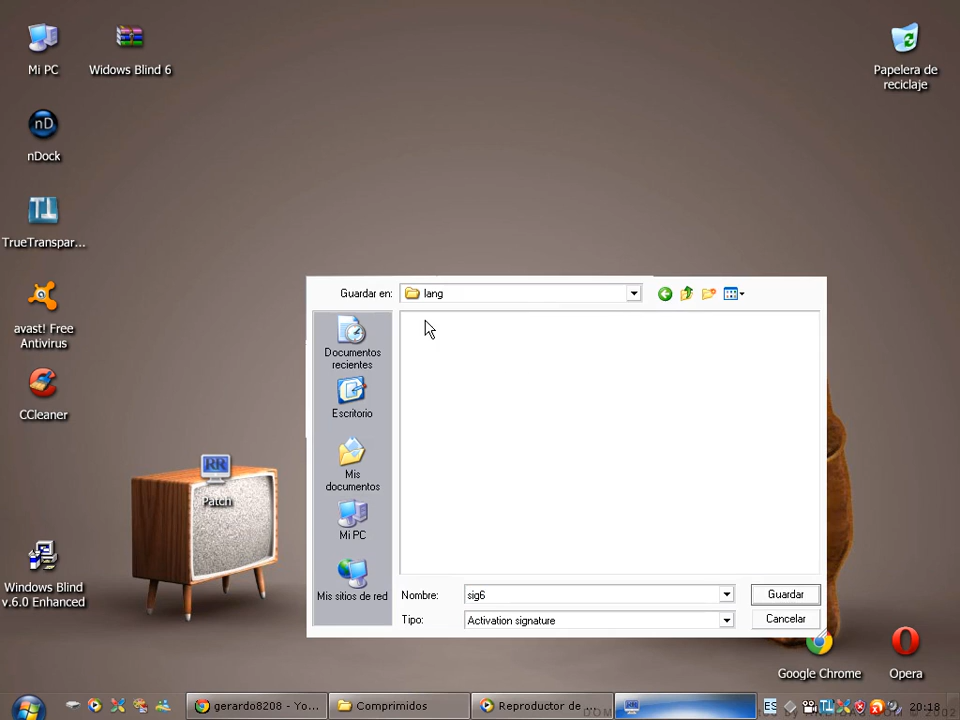 Mi PC
Widows Blind 6
Papelera de
reciclaje
nD
nDock
TrueTranspar...
avast! Free
Antivirus
CCleaner
RR
Patch
Windows Blind
v.6.0 Enhanced
Guardar en:
lang
Documentos
recientes
Escritorio
Mis
documentos
Mi PC
Mis sitios de red
Nombre:
sig6
Guardar
Tipo:
Activation signature
Cancelar
Google Chrome
Opera
gerardo8208 - Yo...
Comprimidos
Reproductor de ...
ES
20:18